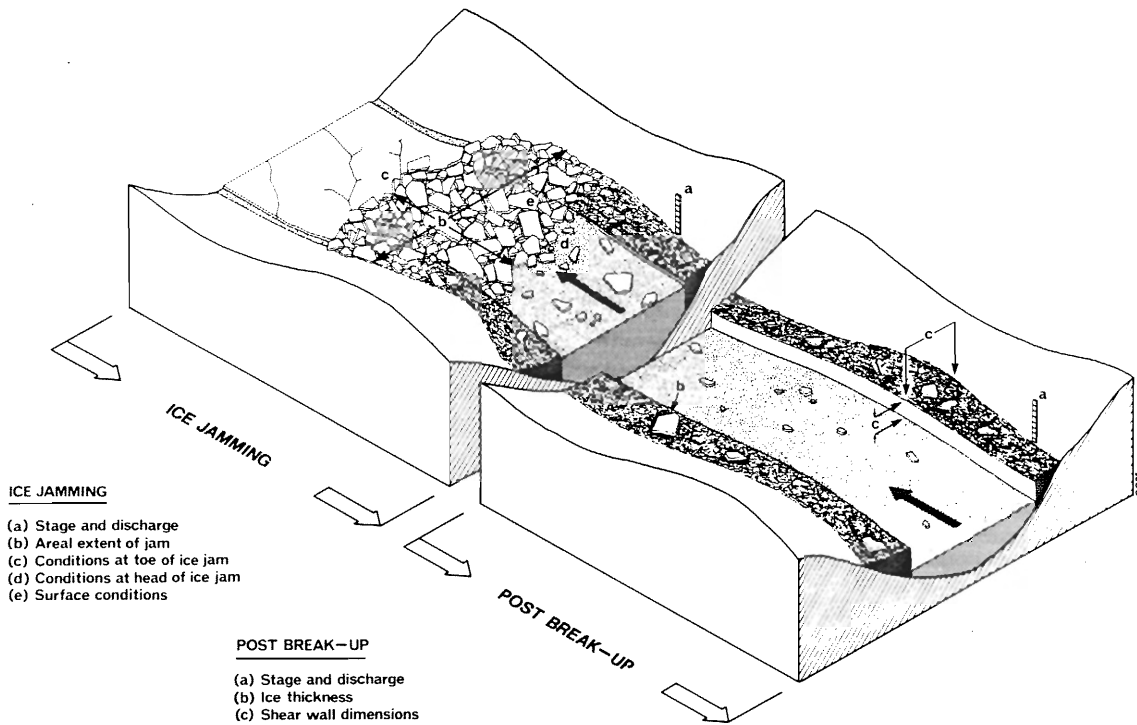 c
b
e
d
a
c
a
b
c
ICE JAMMING
POST BREAK-UP
ICE JAMMING
(a) Stage and discharge
(b) Areal extent of jam
(c) Conditions at toe of ice jam
(d) Conditions at head of ice jam
(e) Surface conditions
POST BREAK-UP
(a) Stage and discharge
(b) Ice thickness
(c) Shear wall dimensions